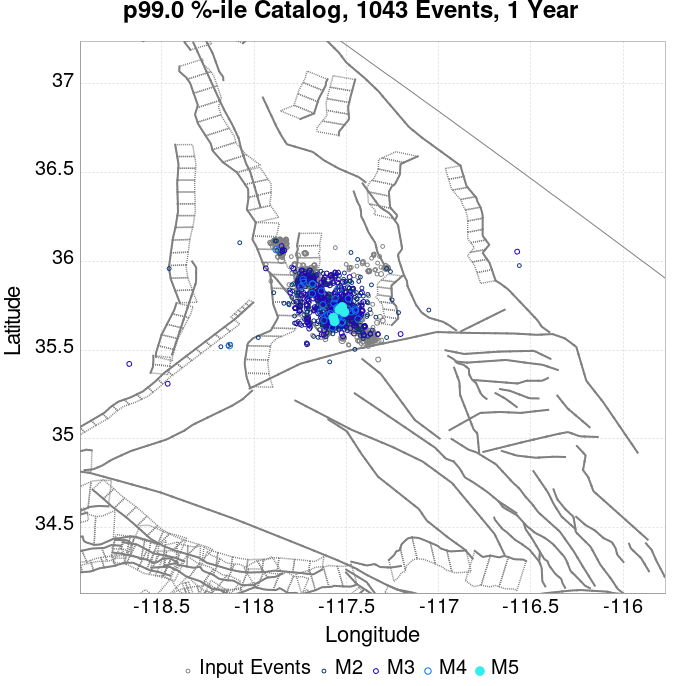 p99.0 %-ile Catalog, 1043 Events, 1 Year
37
36.5
36
35.5
35
34.5
Latitude
-118.5 -118 -117.5 -117 -116.5 -116
Longitude
Input Events M2 M3 M4 M5